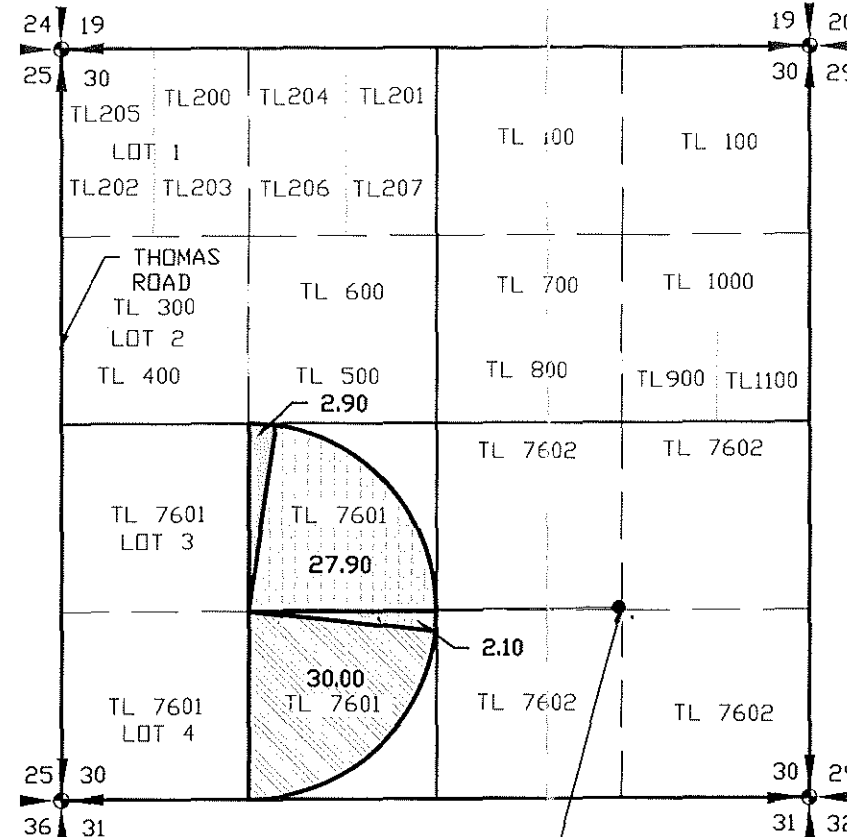 24 19 19 20
25 30 30 29
TL205 TL200 TL204 TL201
LOT 1
TL 100 TL 100
TL202 TL203 TL206 TL207
THOMAS
ROAD
TL 300
LOT 2
TL 400
TL 600
TL 500
TL 700
TL 800
TL 1000
TL900 TL1100
2.90
TL 7602 TL 7602
TL 7601
LOT 3
TL 7601
27.90
2.10
TL 7601
LOT 4
30.00
TL 7601
TL 7602 TL 7602
25 30 30 29
36 31 31 32